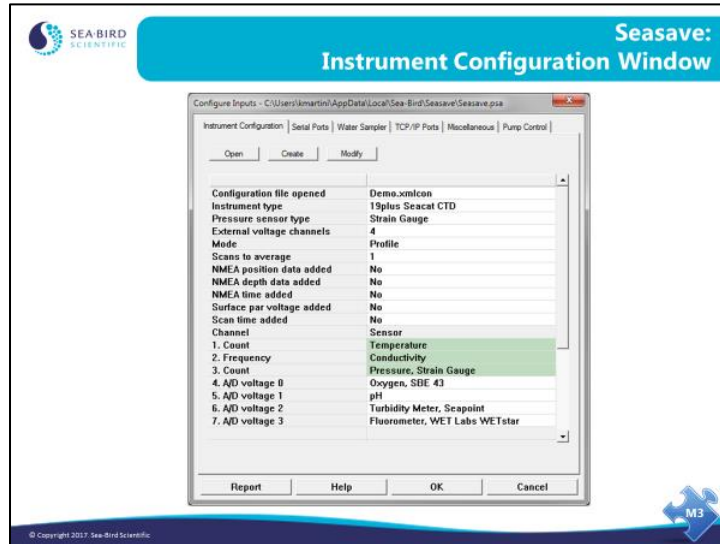 SEA·BIRD
SCIENTIFIC
Seasave:
Instrument Configuration Window
Configure Inputs - C:\Users\kmartini\AppData\Local\Sea-Bird\Seasave\Seasave.psa
Instrument Configuration | Serial Ports | Water Sampler | TCP/IP Ports | Miscellaneous | Pump Control
Open Create Modify
Configuration file opened Demo.xmlcon
Instrument type 19plus Seacat CTD
Pressure sensor type Strain Gauge
External voltage channels 4
Mode Profile
Scans to average 1
NMEA position data added No
NMEA depth data added No
NMEA time added No
Surface par voltage added No
Scan time added No
Channel Sensor
1. Count Temperature
2. Frequency Conductivity
3. Count Pressure, Strain Gauge
4. A/D voltage 0 Oxygen, SBE 43
5. A/D voltage 1 pH
6. A/D voltage 2 Turbidity Meter, Seapoint
7. A/D voltage 3 Fluorometer, WET Labs WETstar
Report Help OK Cancel
M3
© Copyright 2017. Sea-Bird Scientific